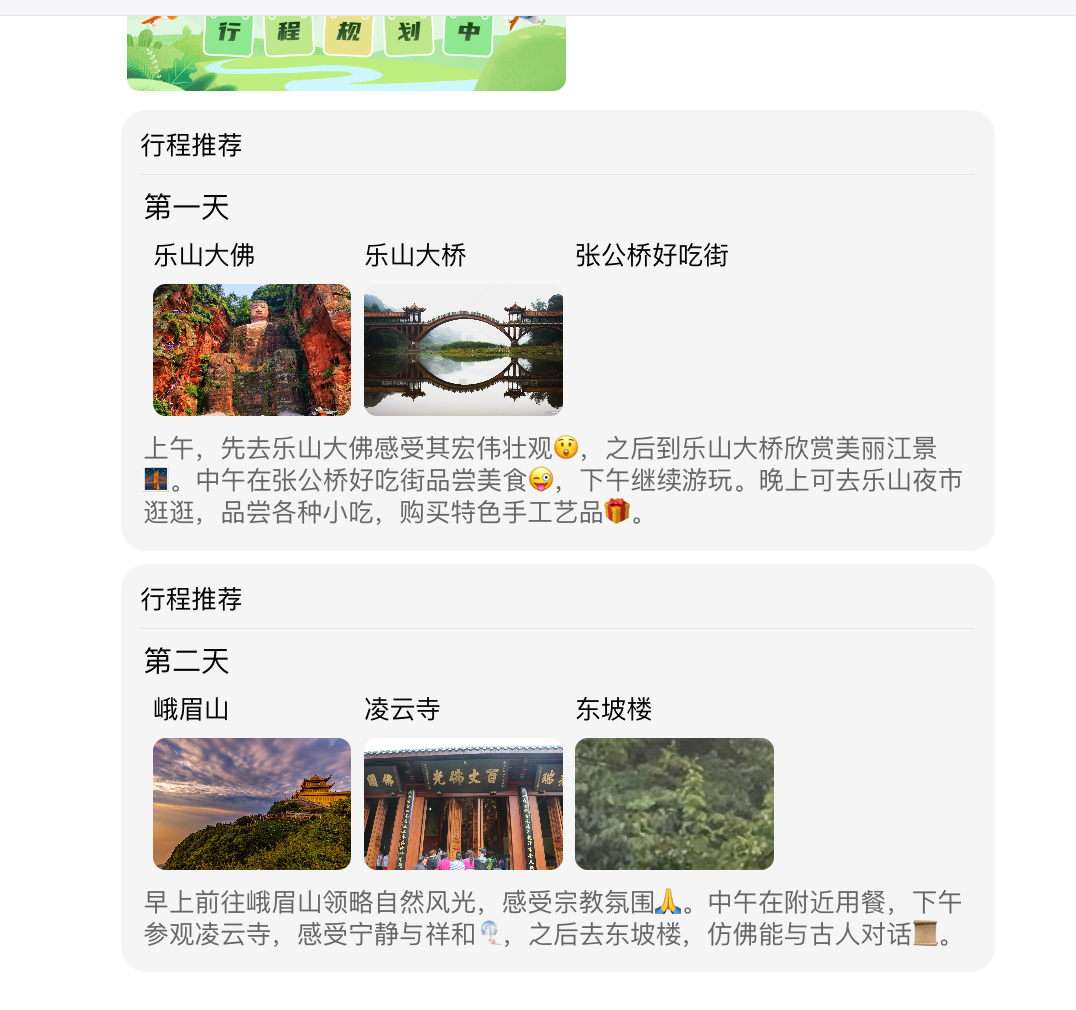 行程规划中
行程推荐
第一天
乐山大佛 乐山大桥 张公桥好吃街
上午，先去乐山大佛感受其宏伟壮观😲，之后到乐山大桥欣赏美丽江景
🌉。中午在张公桥好吃街品尝美食😜，下午继续游玩。晚上可去乐山夜市
逛逛，品尝各种小吃，购买特色手工艺品🎁。
行程推荐
第二天
峨眉山 凌云寺 东坡楼
早上前往峨眉山领略自然风光，感受宗教氛围🙏。中午在附近用餐，下午
参观凌云寺，感受宁静与祥和🎐，之后去东坡楼，仿佛能与古人对话📜。